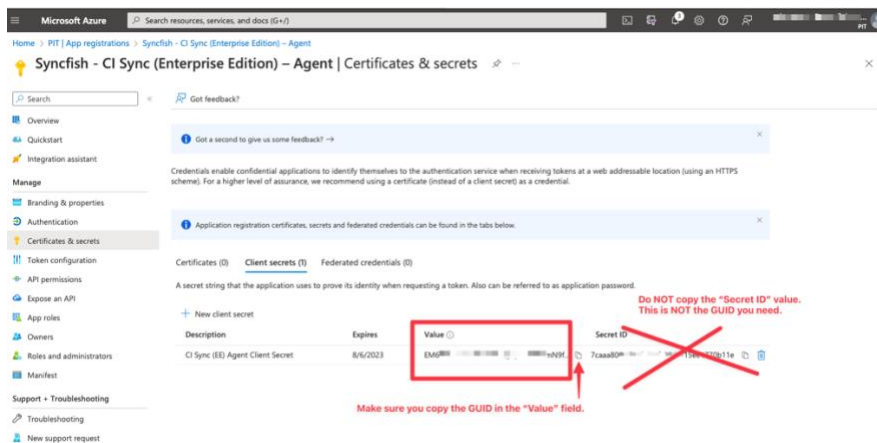 Microsoft Azure
Search resources, services, and docs (G+/)
PIT
Home > PIT | App registrations > Syncfish - CI Sync (Enterprise Edition) – Agent
Syncfish - CI Sync (Enterprise Edition) – Agent | Certificates & secrets
Search
Got feedback?
Overview
Quickstart
Integration assistant
Manage
Branding & properties
Authentication
Certificates & secrets
Token configuration
API permissions
Expose an API
App roles
Owners
Roles and administrators
Manifest
Support + Troubleshooting
Troubleshooting
New support request
Got a second to give us some feedback? →
Credentials enable confidential applications to identify themselves to the authentication service when receiving tokens at a web addressable location (using an HTTPS
scheme). For a higher level of assurance, we recommend using a certificate (instead of a client secret) as a credential.
Application registration certificates, secrets and federated credentials can be found in the tabs below.
Certificates (0) Client secrets (1) Federated credentials (0)
A secret string that the application uses to prove its identity when requesting a token. Also can be referred to as application password.
Do NOT copy the "Secret ID" value.
This is NOT the GUID you need.
New client secret
Description Expires Value Secret ID
CI Sync (EE) Agent Client Secret 8/6/2023
Make sure you copy the GUID in the "Value" field.